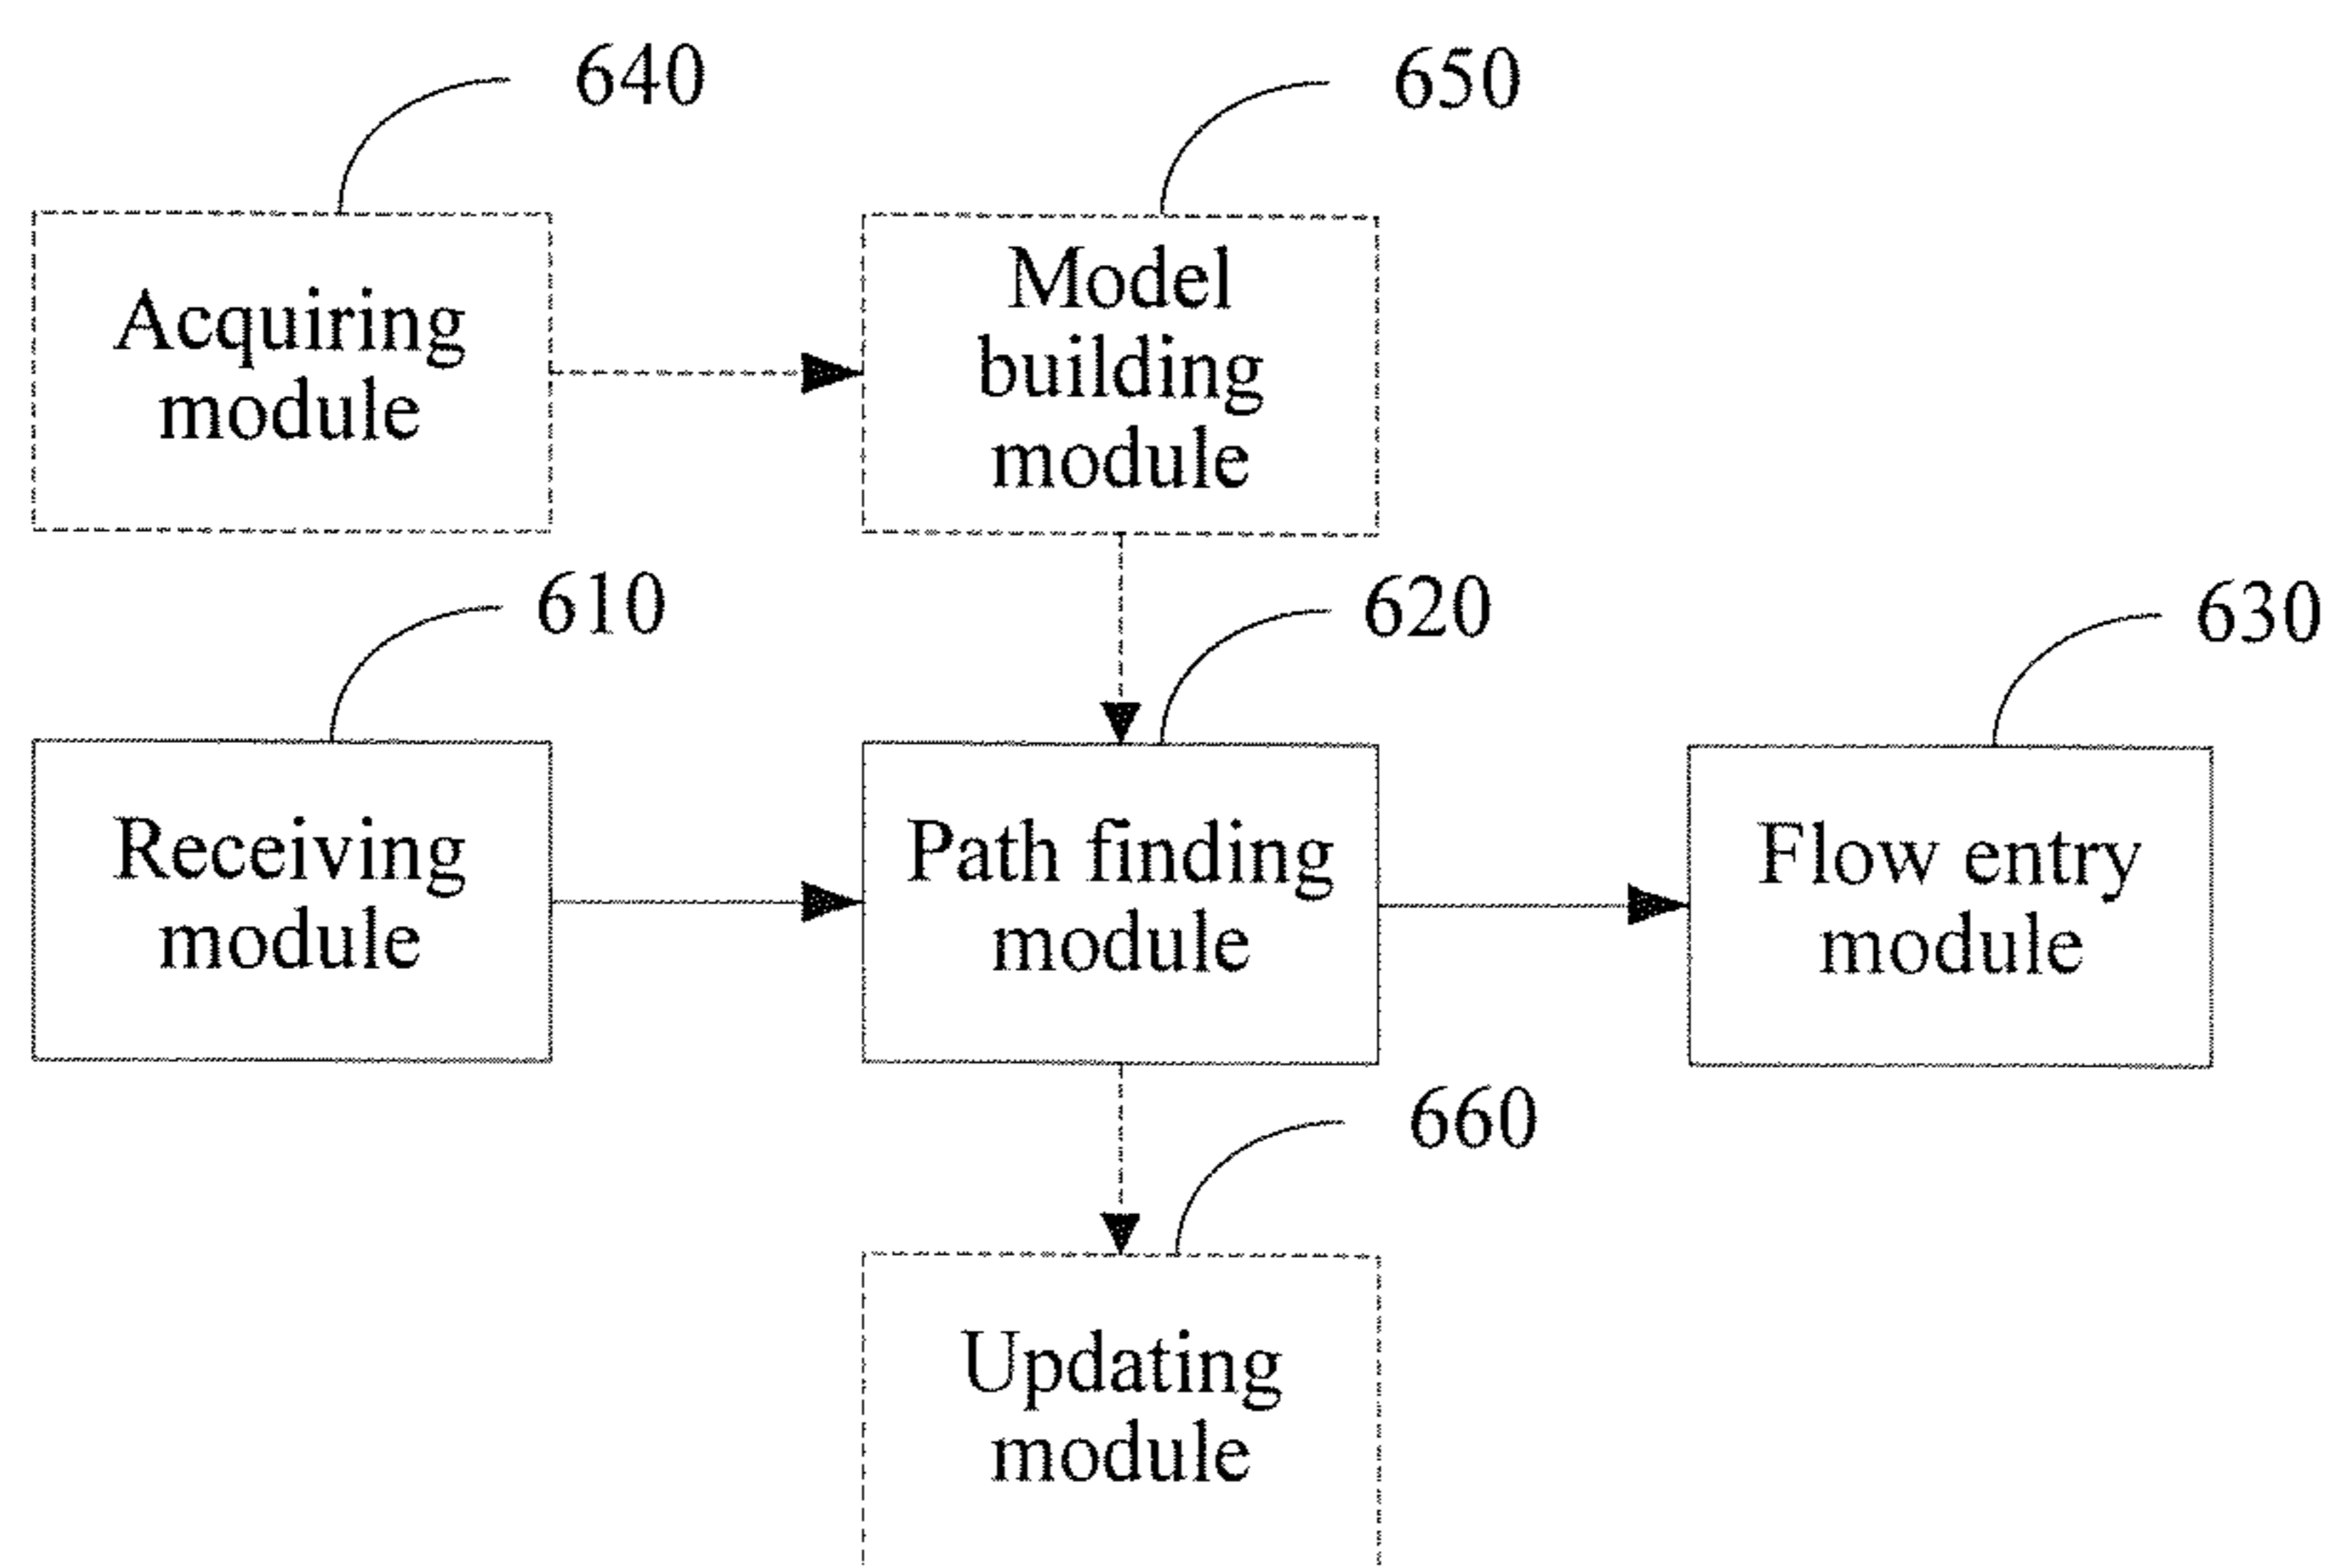 640
650
Acquiring
module
Model
building
module
610
620
630
Receiving
module
Path finding
module
Flow entry
module
660
Updating
module